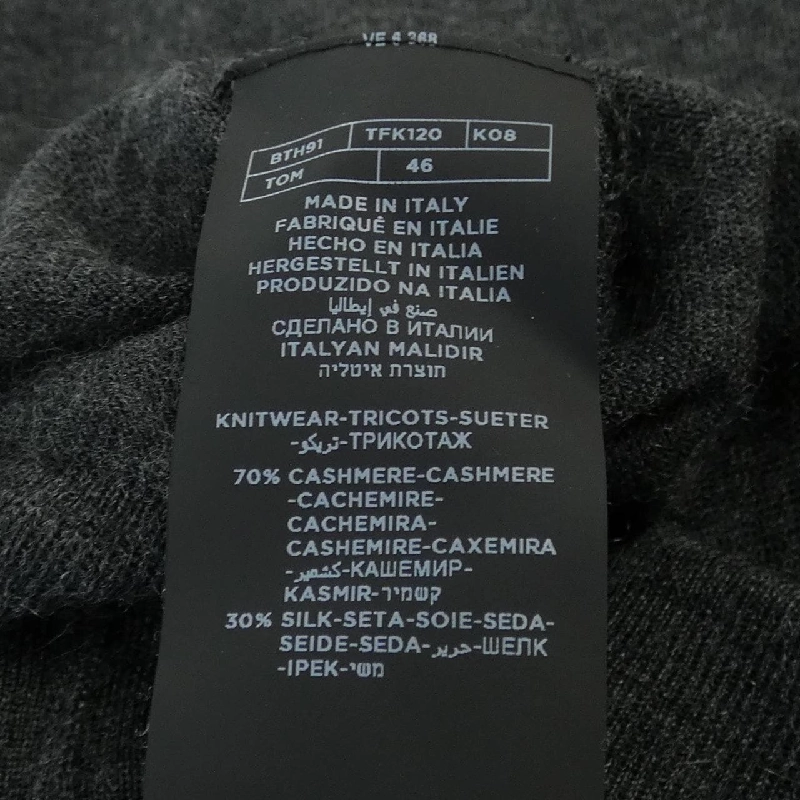 VE 6 368
BTH91 TFK120 K08
TOM 46
MADE IN ITALY
FABRIQUÉ EN ITALIE
HECHO EN ITALIA
HERGESTELLT IN ITALIEN
PRODUZIDO NA ITALIA
صنع في إيطاليا
СДЕЛАНО В ИТАЛИИ
ITALYAN MALIDIR
תוצרת איטליה
KNITWEAR-TRICOTS-SUETER
-تريكو-ТРИКОТАЖ
70% CASHMERE-CASHMERE
-CACHEMIRE-
CACHEMIRA-
CASHEMIRE-CAXEMIRA
-كشمير-КАШЕМИР-
KASMIR-קשמיר
30% SILK-SETA-SOIE-SEDA-
SEIDE-SEDA-حرير-ШЕЛК
-IPEK-משי